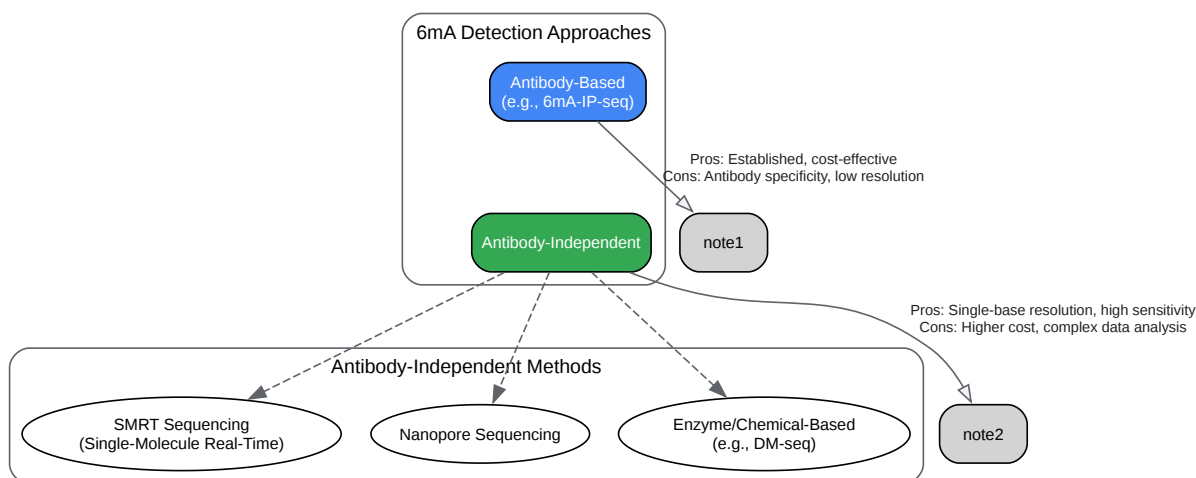 6mA Detection Approaches
Antibody-Based
(e.g., 6mA-IP-seq)
Pros: Established, cost-effective
Cons: Antibody specificity, low resolution
Antibody-Independent
note1
Pros: Single-base resolution, high sensitivity
Cons: Higher cost, complex data analysis
Antibody-Independent Methods
SMRT Sequencing
(Single-Molecule Real-Time)
Nanopore Sequencing
Enzyme/Chemical-Based
(e.g., DM-seq)
note2